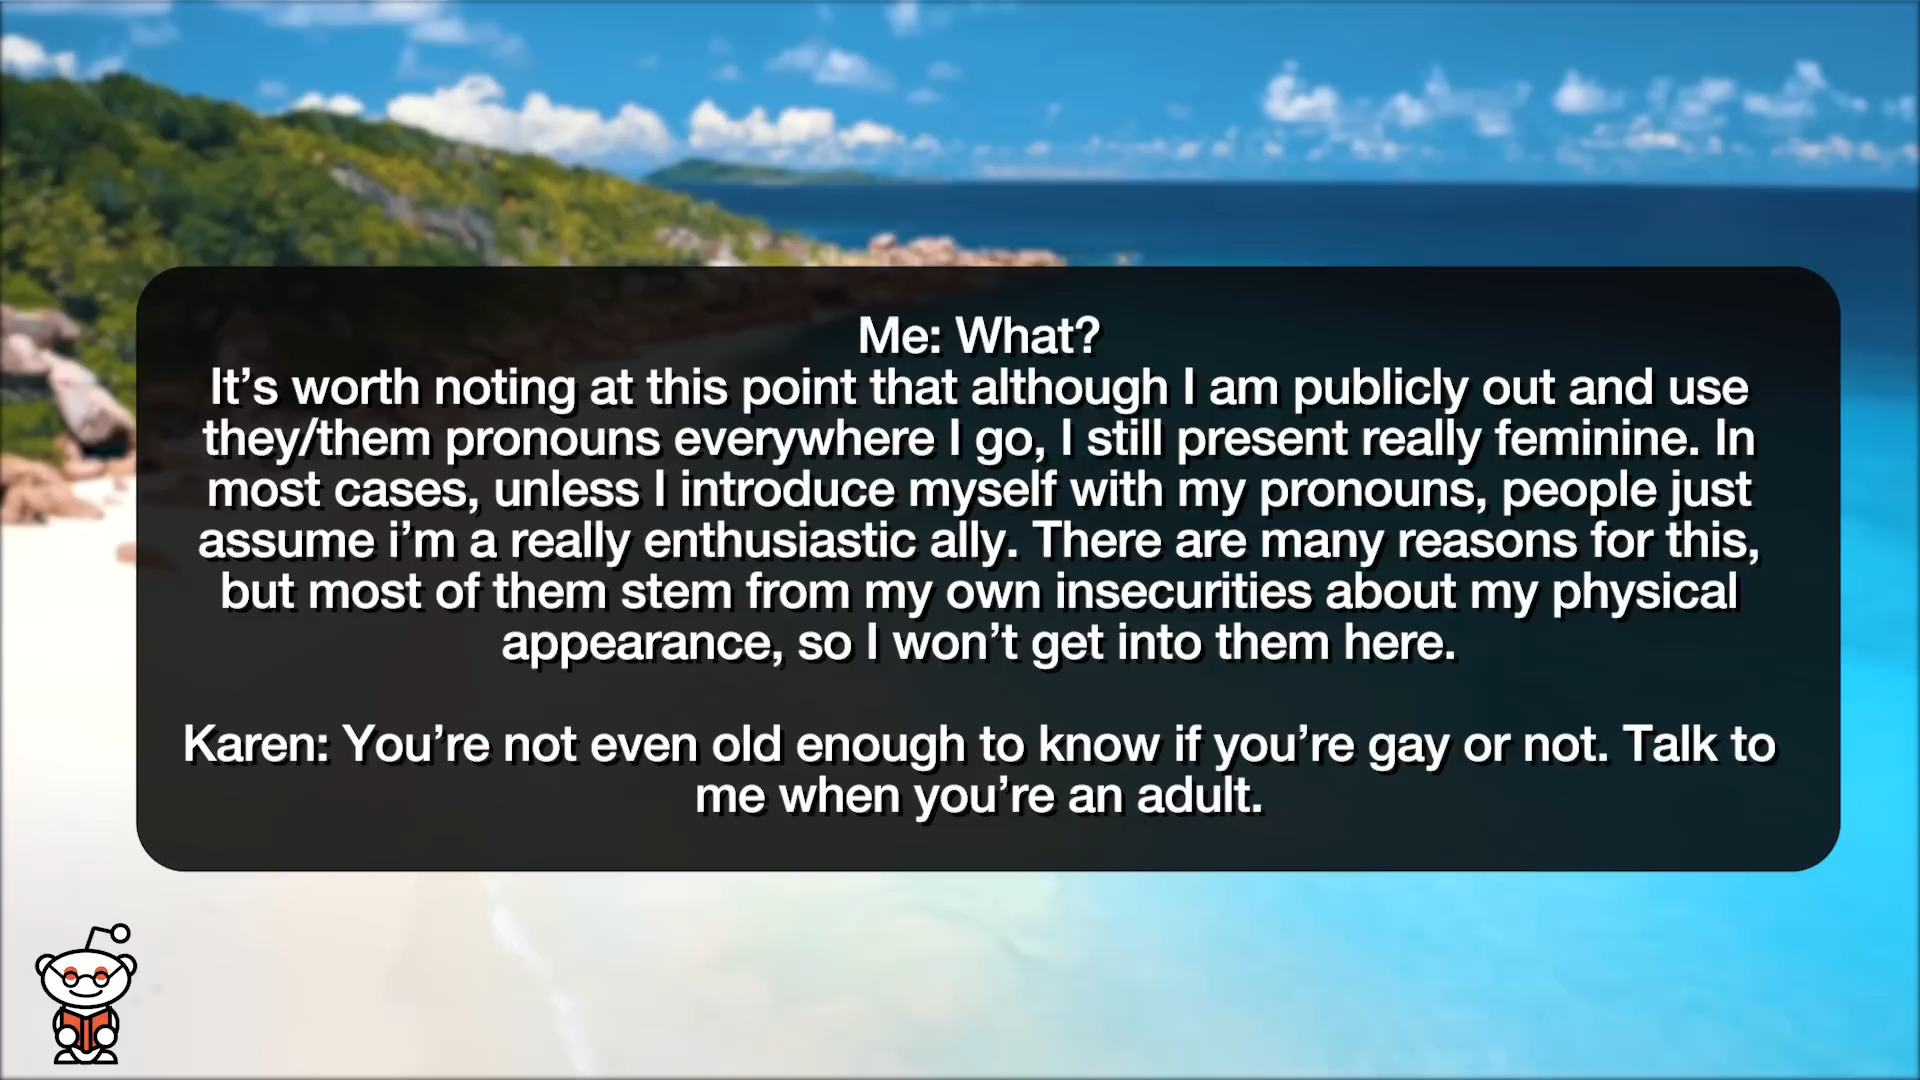 Me: What?
It’s worth noting at this point that although I am publicly out and use
they/them pronouns everywhere I go, I still present really feminine. In
most cases, unless I introduce myself with my pronouns, people just
assume i’m a really enthusiastic ally. There are many reasons for this,
but most of them stem from my own insecurities about my physical
appearance, so I won’t get into them here.
Karen: You’re not even old enough to know if you’re gay or not. Talk to
me when you’re an adult.